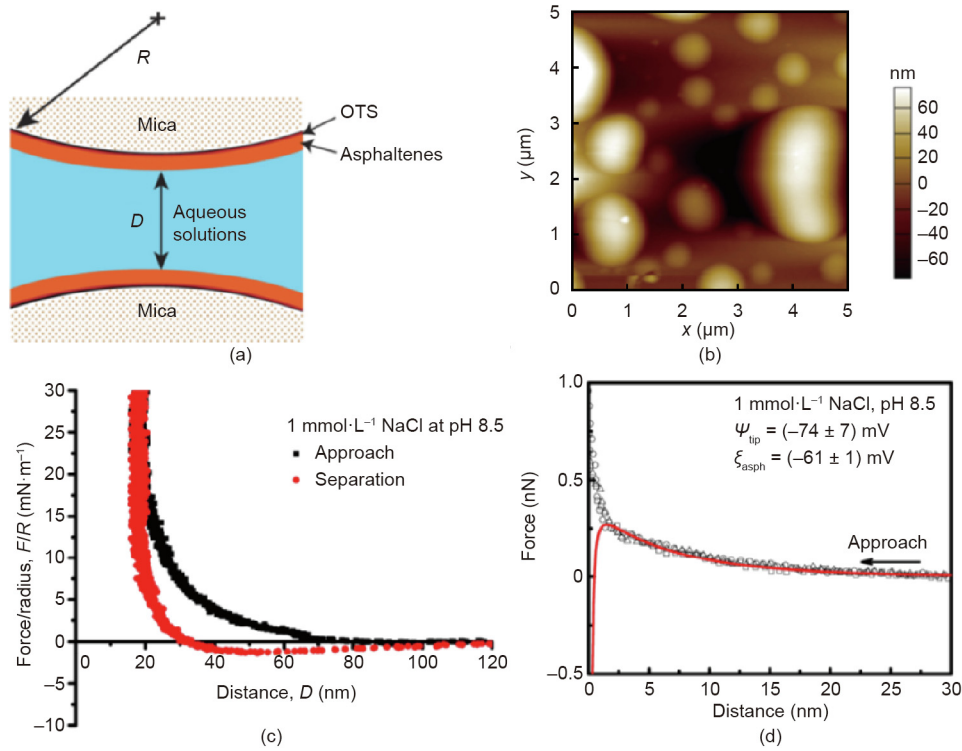 R
Mica
OTS
Asphaltenes
D
Aqueous
solutions
Mica
(a)
5
4
3
2
1
0
y (μm)
0 1 2 3 4 5
x (μm)
nm
60
40
20
0
–20
–40
–60
(b)
30
25
20
15
10
5
0
–5
–10
Force/radius, F/R (mN·m⁻¹)
1 mmol·L⁻¹ NaCl at pH 8.5
Approach
Separation
0 20 40 60 80 100 120
Distance, D (nm)
(c)
1.0
0.5
0
–0.5
Force (nN)
1 mmol·L⁻¹ NaCl, pH 8.5
Ψtip = (–74 ± 7) mV
ξasph = (–61 ± 1) mV
Approach
0 5 10 15 20 25 30
Distance (nm)
(d)